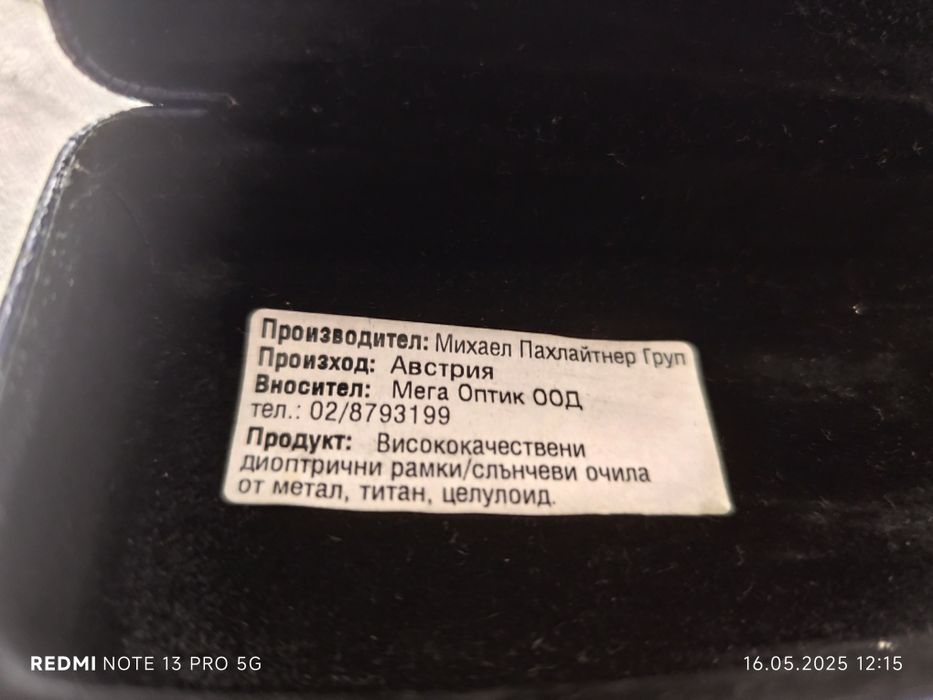 Производител: Михаел Пахлайтнер Груп
Произход: Австрия
Вносител: Мега Оптик ООД
тел.: 02/8793199
Продукт: Висококачествени
диоптрични рамки/слънчеви очила
от метал, титан, целулоид.
REDMI NOTE 13 PRO 5G
16.05.2025 12:15